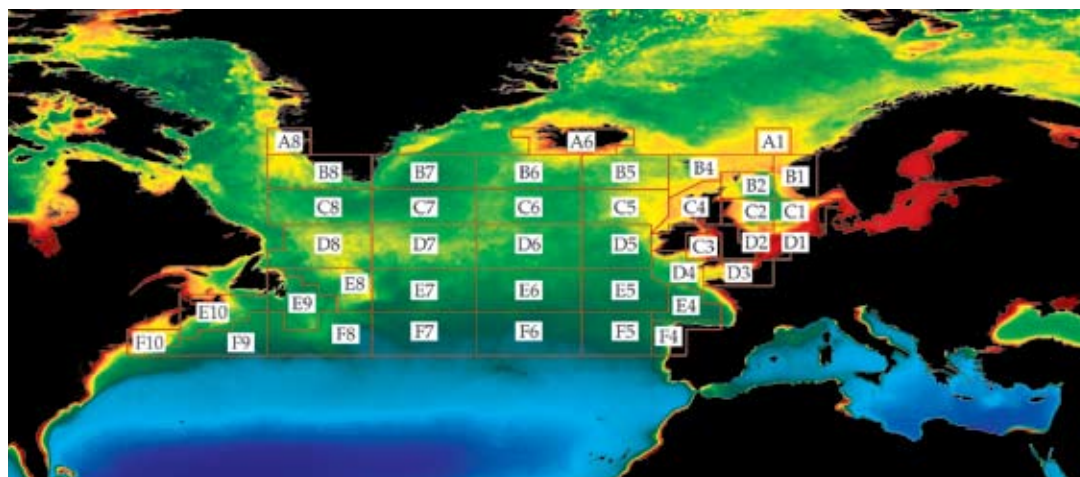 A8 A6 A1
B8 B7 B6 B5 B4 B2 B1
C8 C7 C6 C5 C4 C2 C1
D8 D7 D6 D5 C3 D2 D1
E8 E7 E6 E5 D4 D3
E10 E9 E4
F10 F9 F8 F7 F6 F5 F4